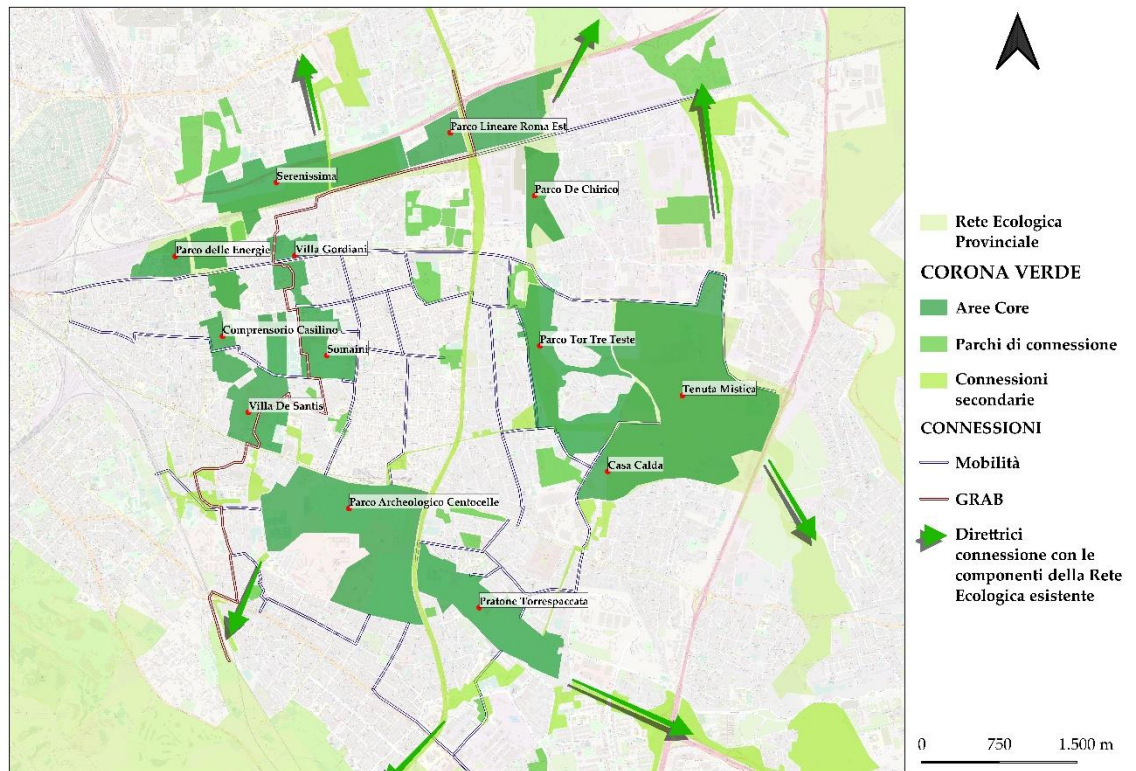 Parco Lineare Roma Est
Serenissima
Parco De Chirico
Parco delle Energie
Villa Gordiani
Comprensorio Casilino
Somaini
Parco Tor Tre Teste
Tenuta Mistica
Villa De Santis
Casa Calda
Parco Archeologico Centocelle
Pratone Torrespaccata
Rete Ecologica
Provinciale
CORONA VERDE
Aree Core
Parchi di connessione
Connessioni
secondarie
CONNESSIONI
Mobilità
GRAB
Direttrici
connessione con le
componenti della Rete
Ecologica esistente
0 750 1.500 m